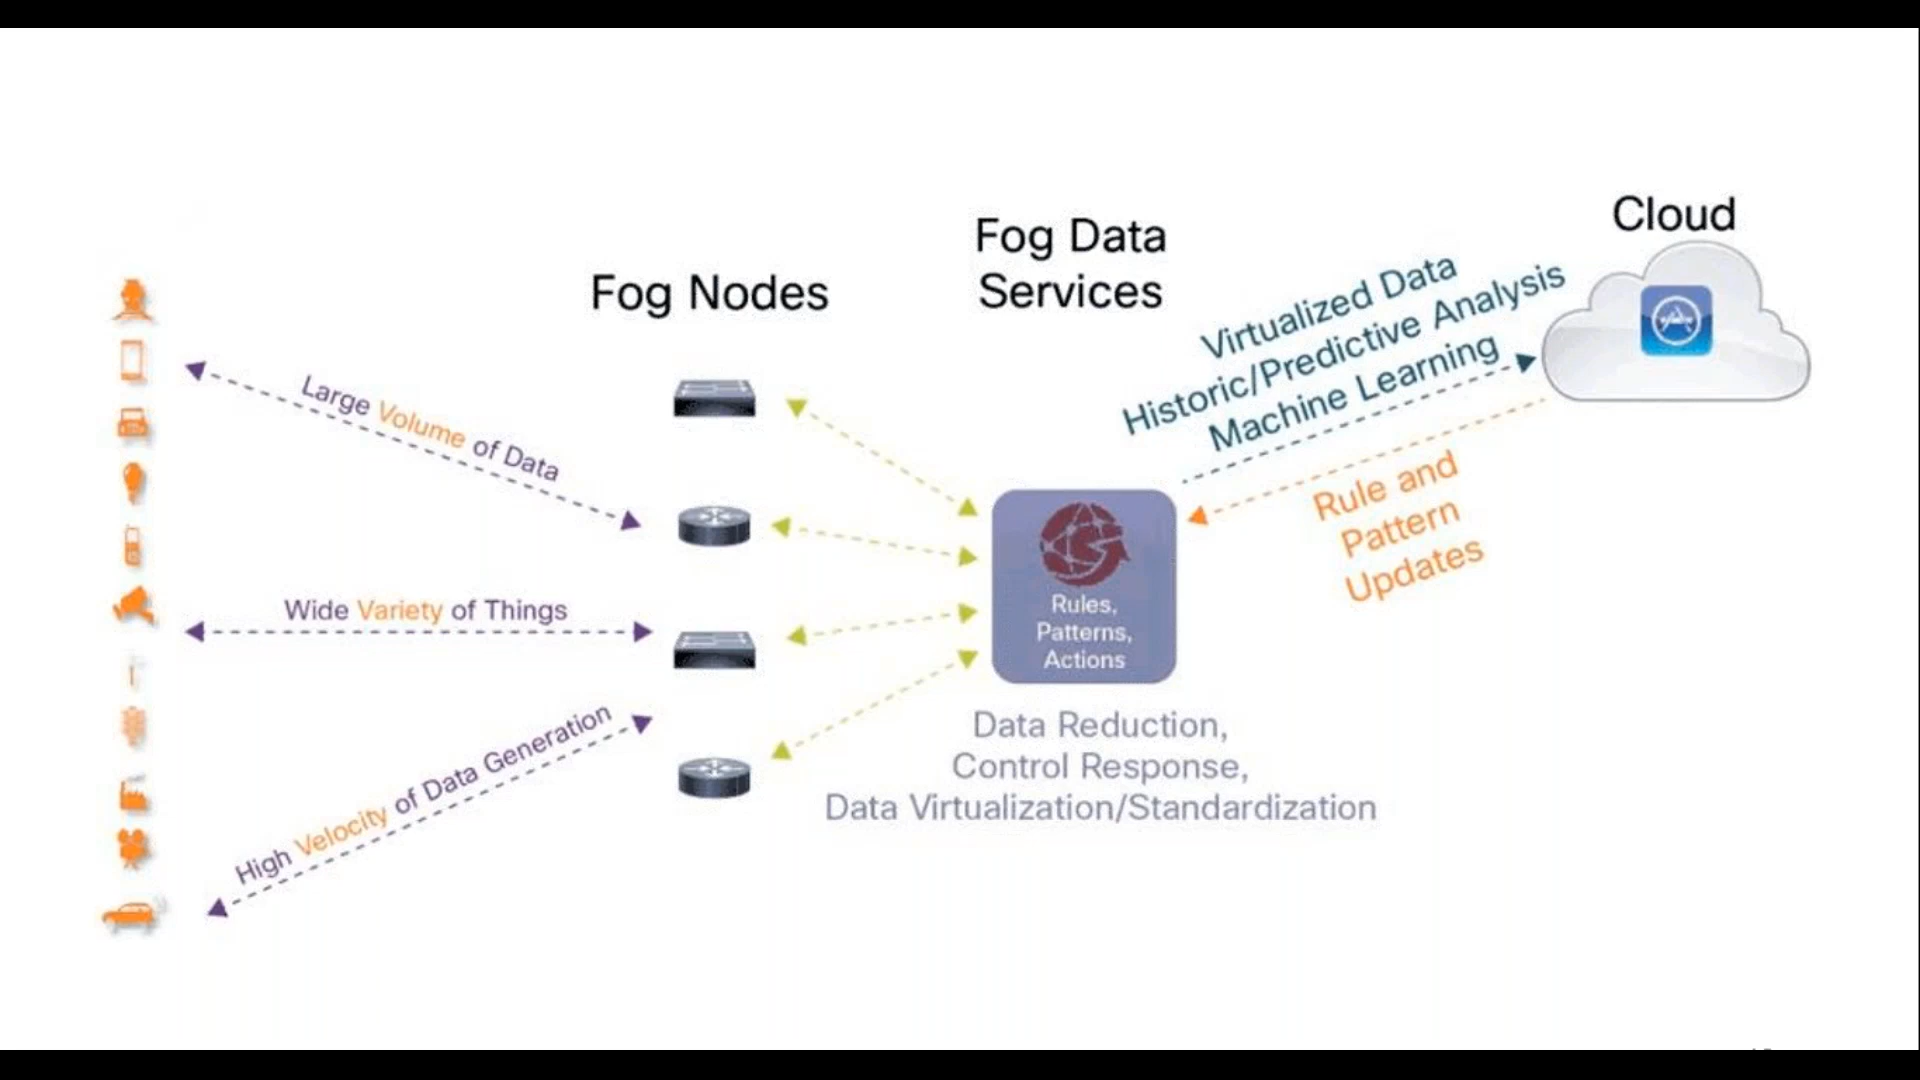 Cloud
Fog Data
Services
Fog Nodes
Virtualized Data
Historic/Predictive Analysis
Machine Learning
Large Volume of Data
Rule and
Pattern
Updates
Wide Variety of Things
Rules,
Patterns,
Actions
High Velocity of Data Generation
Data Reduction,
Control Response,
Data Virtualization/Standardization